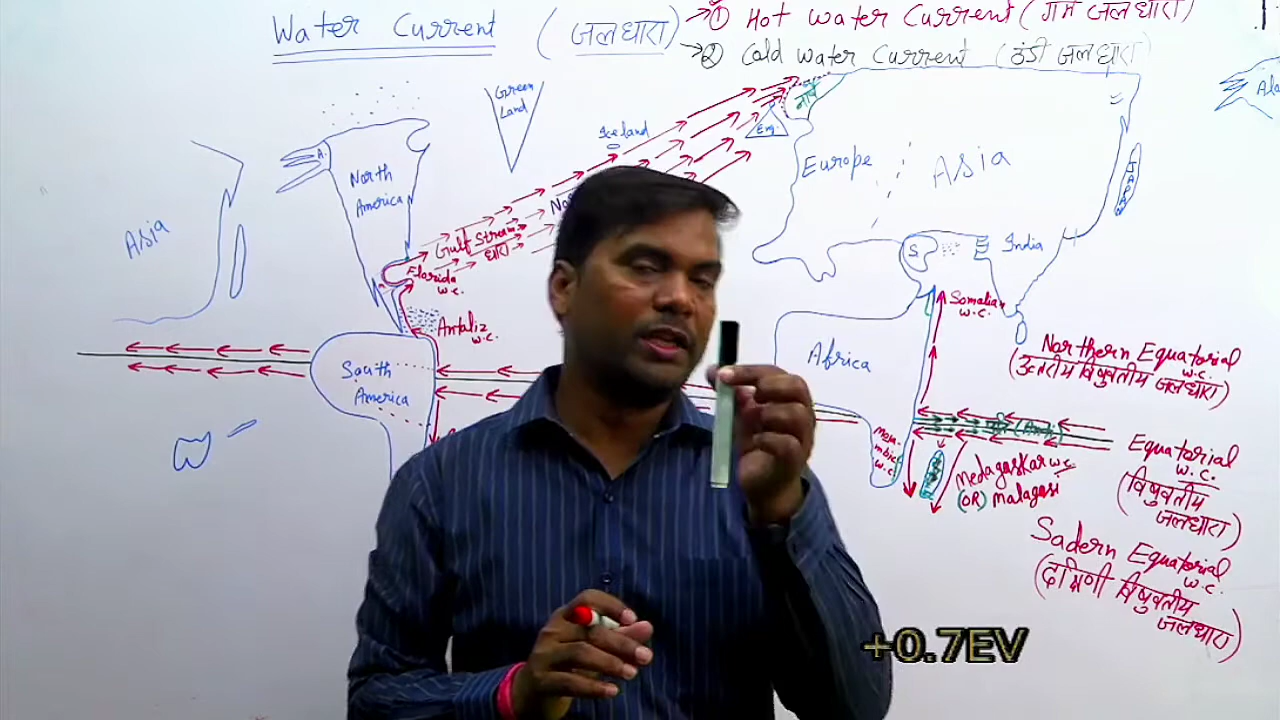 Water Current ( जलधारा ) → ① Hot Water Current ( गर्म जलधारा )
→ ② Cold Water Current ( ठंडी जलधारा )
Green
Land
नार्वे
Iceland
Eng.
A.
North
America
Europe
Asia
JAPA
Asia
S.
India
Gulf Stream
धारा
Florida
w.c.
Antaliz
w.c.
Somalian
w.c.
South
America
Africa
Northern Equatorial
w.c.
(उत्तरीय विषुवतीय जलधारा)
Equatorial
w.c.
(विषुवतीय
जलधारा)
Medagaskar w.c.
(OR) malagasi
Sadern Equatorial
w.c.
(दक्षिणी विषुवतीय
जलधारा)
+0.7EV